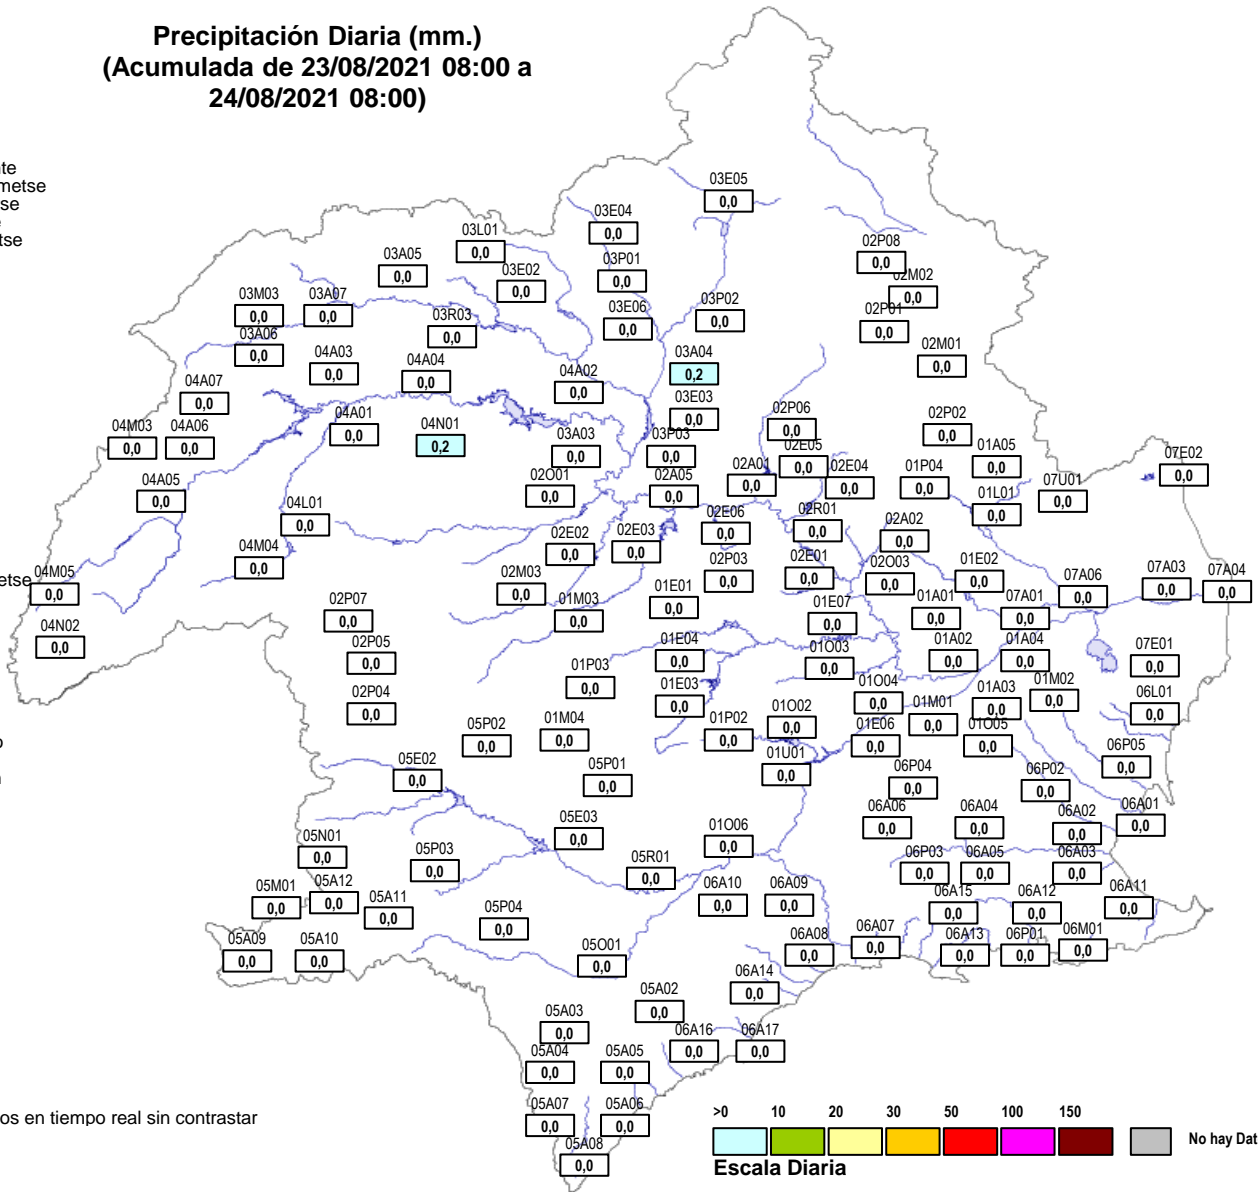 Precipitación Diaria (mm.)
(Acumulada de 23/08/2021 08:00 a
24/08/2021 08:00)
nte
metse
tse
03E05
0,0
03E04
0,0
03L01
0,0
03A05
0,0
03P01
0,0
03E02
0,0
02P08
0,0
02M02
0,0
03M03
0,0
03A07
0,0
03R03
0,0
03E06
0,0
03P02
0,0
02P01
0,0
03A06
0,0
04A03
0,0
04A04
0,0
04A02
0,0
03A04
0,2
02M01
0,0
04A07
0,0
03E03
0,0
04M03
0,0
04A06
0,0
04A01
0,0
04N01
0,2
03A03
0,0
03P03
0,0
02P06
0,0
02P02
0,0
02E05
0,0
01A05
0,0
07E02
0,0
04A05
0,0
02O01
0,0
02A05
0,0
02A01
0,0
02E04
0,0
01P04
0,0
07U01
0,0
01L01
0,0
04L01
0,0
02E06
0,0
02R01
0,0
02A02
0,0
04M04
0,0
02E02
0,0
02E03
0,0
04M05
metse
0,0
02M03
0,0
02P03
0,0
02E01
0,0
02O03
0,0
01E02
0,0
07A06
0,0
07A03
0,0
07A04
0,0
02P07
0,0
01M03
0,0
01E01
0,0
01E07
0,0
01A01
0,0
07A01
0,0
04N02
0,0
02P05
0,0
01E04
0,0
01O03
0,0
01A02
0,0
01A04
0,0
07E01
0,0
01P03
0,0
01E03
0,0
01O04
0,0
01A03
0,0
01M02
0,0
06L01
0,0
02P04
0,0
05P02
0,0
01M04
0,0
01P02
0,0
01O02
0,0
01E06
0,0
01M01
0,0
01O05
0,0
05E02
0,0
05P01
0,0
01U01
0,0
06P04
0,0
06P02
0,0
06P05
0,0
05E03
0,0
01O06
0,0
06A06
0,0
06A04
0,0
06A02
0,0
06A01
0,0
05N01
0,0
05P03
0,0
05R01
0,0
06P03
0,0
06A05
0,0
06A03
0,0
05M01
0,0
05A12
0,0
05A11
0,0
06A10
0,0
06A09
0,0
06A15
0,0
06A12
0,0
06A11
0,0
05P04
0,0
05A09
0,0
05A10
0,0
05O01
0,0
06A08
0,0
06A07
0,0
06A13
0,0
06P01
0,0
06M01
0,0
06A14
0,0
05A02
0,0
05A03
0,0
06A16
0,0
06A17
0,0
05A04
0,0
05A05
0,0
05A07
0,0
05A06
0,0
os en tiempo real sin contrastar
05A08
0,0
>0 10 20 30 50 100 150
No hay Dat
Escala Diaria